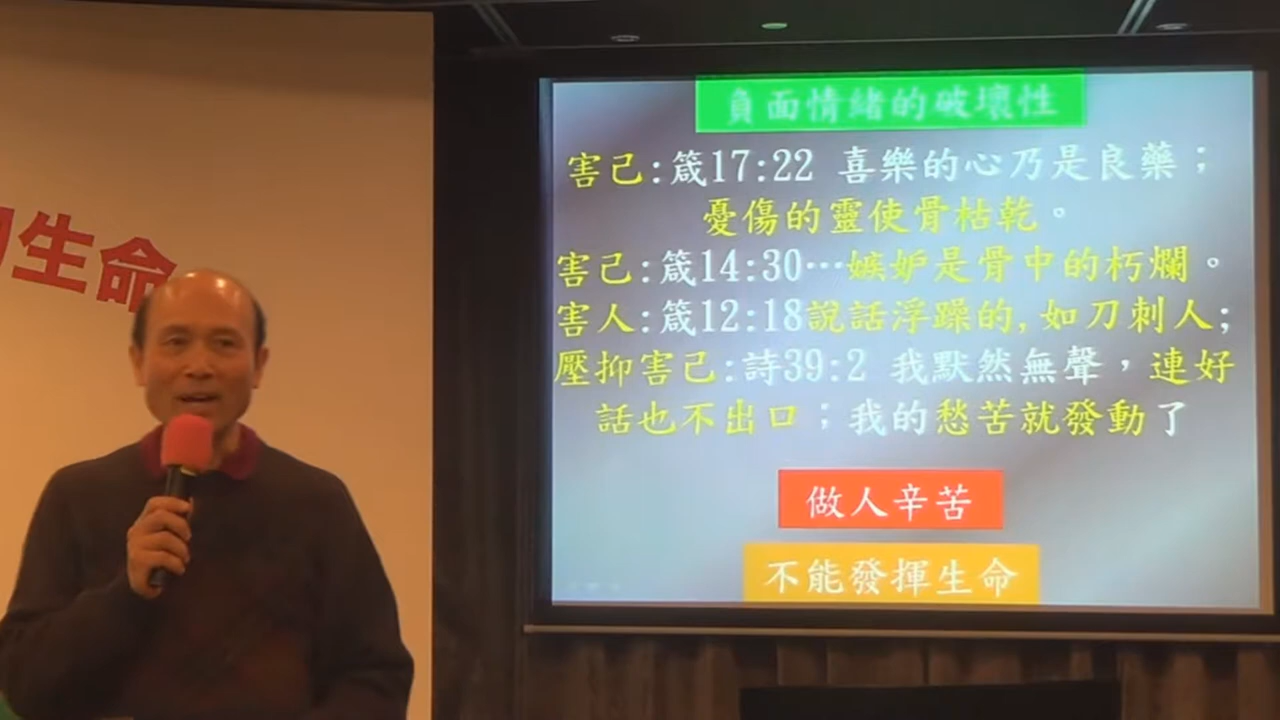 生命
負面情緒的破壞性
害己:箴17:22 喜樂的心乃是良藥；
憂傷的靈使骨枯乾。
害己:箴14:30…嫉妒是骨中的朽爛。
害人:箴12:18說話浮躁的,如刀刺人;
壓抑害己:詩39:2 我默然無聲，連好
話也不出口；我的愁苦就發動了
做人辛苦
不能發揮生命